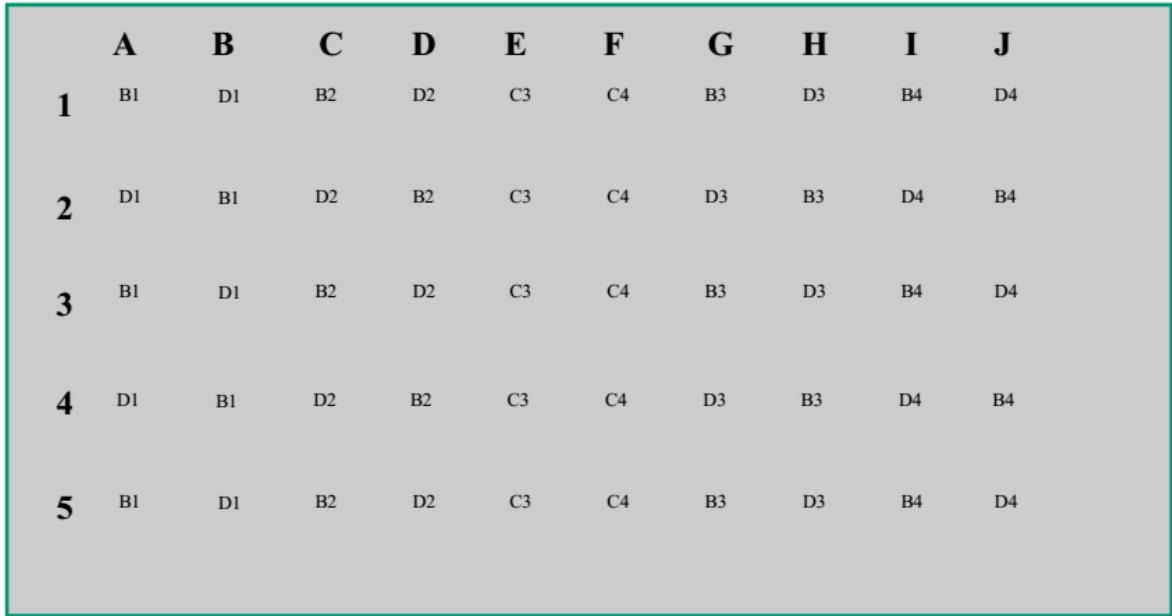 A B C D E F G H I J
1 B1 D1 B2 D2 C3 C4 B3 D3 B4 D4
2 D1 B1 D2 B2 C3 C4 D3 B3 D4 B4
3 B1 D1 B2 D2 C3 C4 B3 D3 B4 D4
4 D1 B1 D2 B2 C3 C4 D3 B3 D4 B4
5 B1 D1 B2 D2 C3 C4 B3 D3 B4 D4